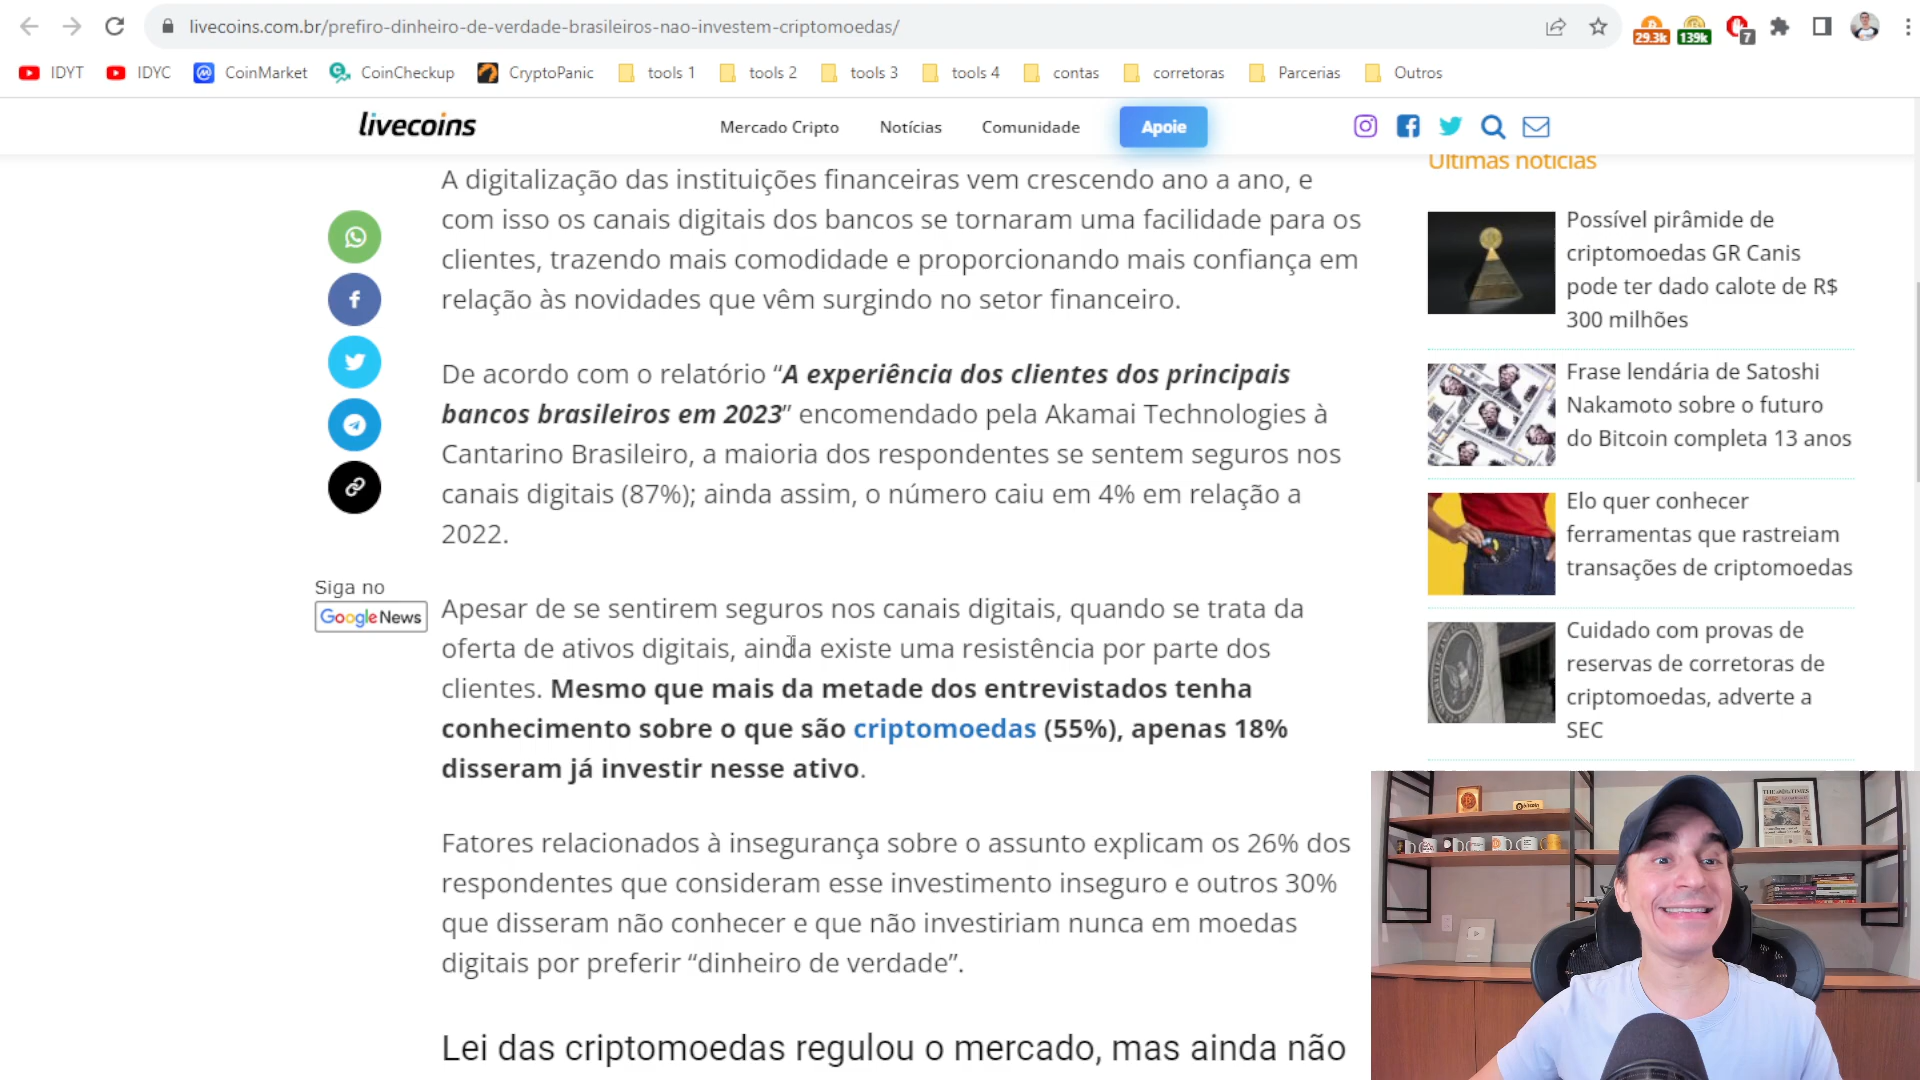 livecoins.com.br/prefiro-dinheiro-de-verdade-brasileiros-nao-investem-criptomoedas/
29.3k
139k
7
IDYT
IDYC
CoinMarket
CoinCheckup
CryptoPanic
tools 1
tools 2
tools 3
tools 4
contas
corretoras
Parcerias
Outros
livecoins
Mercado Cripto
Notícias
Comunidade
Apoie
A digitalização das instituições financeiras vem crescendo ano a ano, e
com isso os canais digitais dos bancos se tornaram uma facilidade para os
clientes, trazendo mais comodidade e proporcionando mais confiança em
relação às novidades que vêm surgindo no setor financeiro.
De acordo com o relatório “A experiência dos clientes dos principais
bancos brasileiros em 2023” encomendado pela Akamai Technologies à
Cantarino Brasileiro, a maioria dos respondentes se sentem seguros nos
canais digitais (87%); ainda assim, o número caiu em 4% em relação a
2022.
Siga no
Google News
Apesar de se sentirem seguros nos canais digitais, quando se trata da
oferta de ativos digitais, ainda existe uma resistência por parte dos
clientes. Mesmo que mais da metade dos entrevistados tenha
conhecimento sobre o que são criptomoedas (55%), apenas 18%
disseram já investir nesse ativo.
Fatores relacionados à insegurança sobre o assunto explicam os 26% dos
respondentes que consideram esse investimento inseguro e outros 30%
que disseram não conhecer e que não investiriam nunca em moedas
digitais por preferir “dinheiro de verdade”.
Lei das criptomoedas regulou o mercado, mas ainda não
Últimas notícias
Possível pirâmide de
criptomoedas GR Canis
pode ter dado calote de R$
300 milhões
Frase lendária de Satoshi
Nakamoto sobre o futuro
do Bitcoin completa 13 anos
Elo quer conhecer
ferramentas que rastreiam
transações de criptomoedas
Cuidado com provas de
reservas de corretoras de
criptomoedas, adverte a
SEC
bitcoin